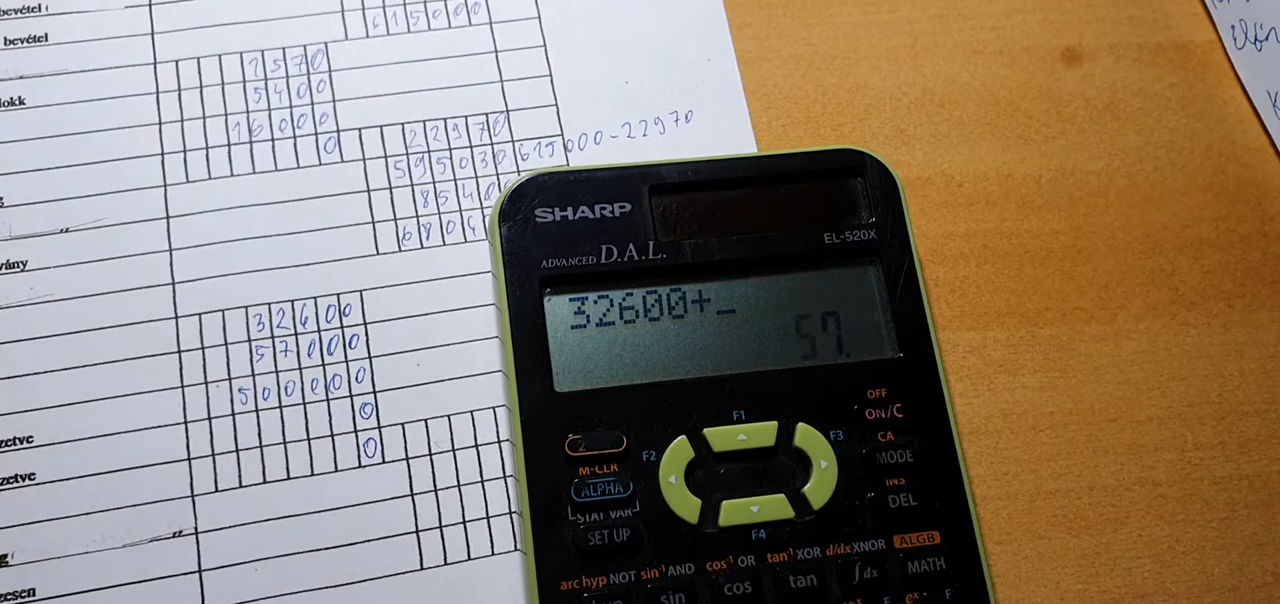 bevétel
bevétel
615000
1570
lokk
5400
16000
0
22970
595030 615000-22970
8540
6804
vány
32600
57000
500000
0
zetve
0
zetve
zesen
SHARP
EL-520X
ADVANCED D.A.L.
32600+_
57.
OFF
ON/C
F1
F2
F3
F4
CA
MODE
M-CLR
ALPHA
STAT VAR
SET UP
INS
DEL
arc hyp NOT sin⁻¹ AND cos⁻¹ OR tan⁻¹ XOR d/dx XNOR ALGB
sin cos tan ∫dx MATH